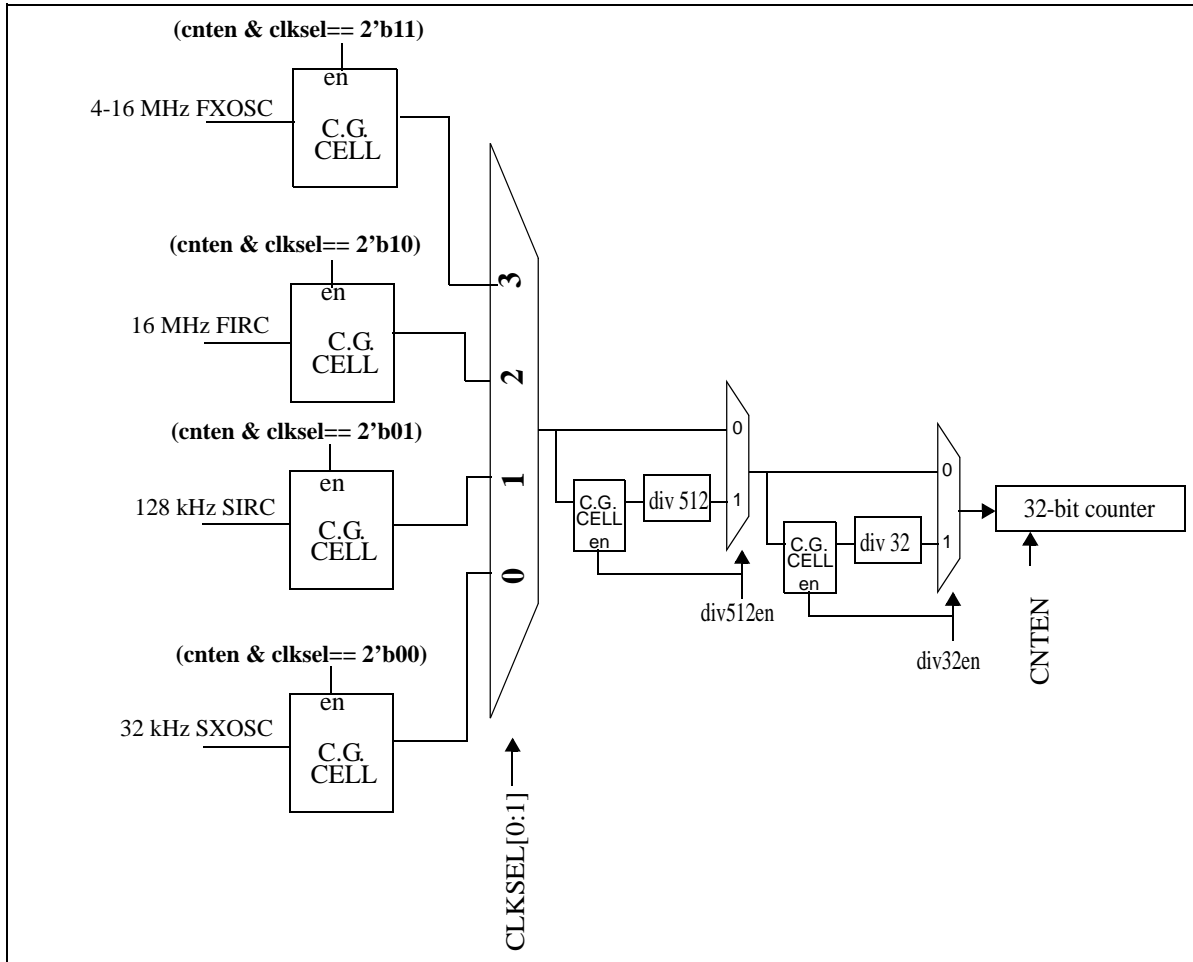 (cnten & clksel== 2’b11)
en
4-16 MHz FXOSC
C.G.
CELL
(cnten & clksel== 2’b10)
en
16 MHz FIRC
C.G.
CELL
(cnten & clksel== 2’b01)
en
128 kHz SIRC
C.G.
CELL
(cnten & clksel== 2’b00)
en
32 kHz SXOSC
C.G.
CELL
3
2
1
0
CLKSEL[0:1]
C.G.
CELL
en
div 512
0
1
div512en
C.G.
CELL
en
div 32
0
1
div32en
32-bit counter
CNTEN